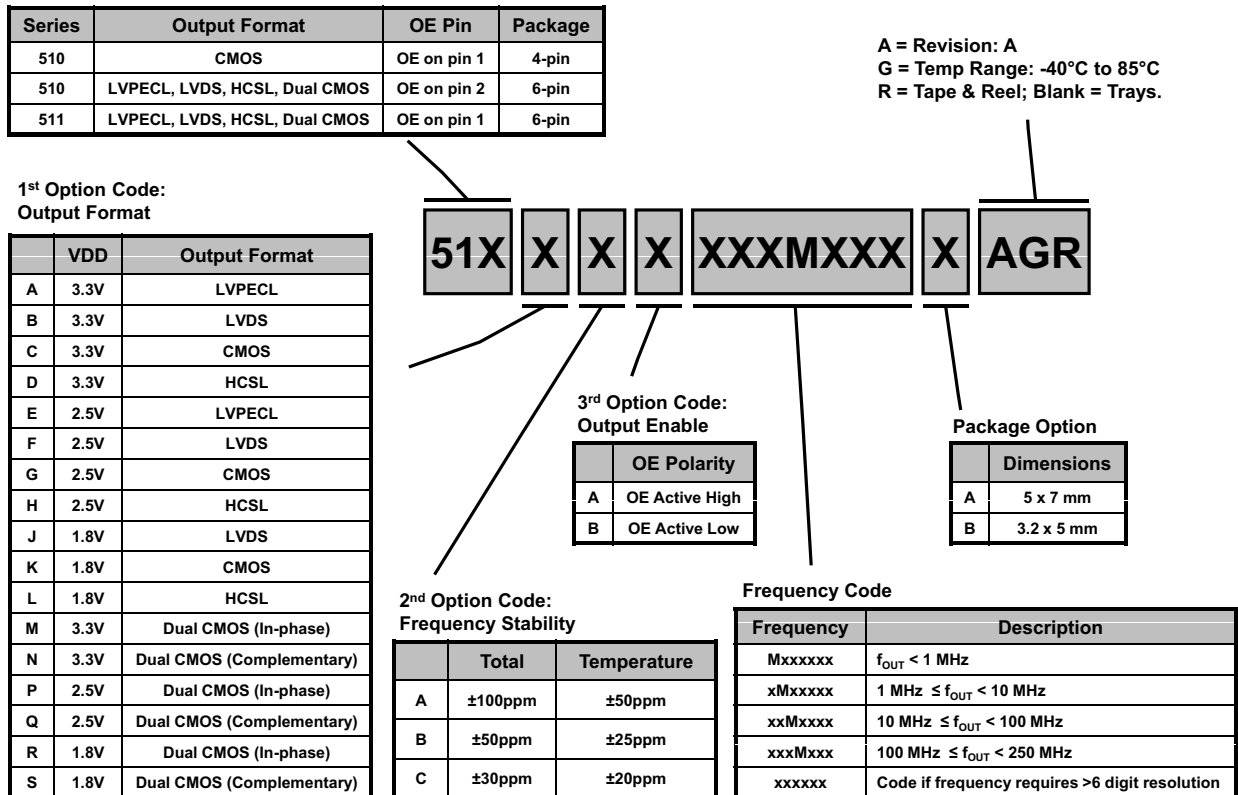 Series Output Format OE Pin Package
510 CMOS OE on pin 1 4-pin
510 LVPECL, LVDS, HCSL, Dual CMOS OE on pin 2 6-pin
511 LVPECL, LVDS, HCSL, Dual CMOS OE on pin 1 6-pin
A = Revision: A
G = Temp Range: -40°C to 85°C
R = Tape & Reel; Blank = Trays.
51X X X X XXXMXXX X AGR
1st Option Code:
Output Format
VDD Output Format
A 3.3V LVPECL
B 3.3V LVDS
C 3.3V CMOS
D 3.3V HCSL
E 2.5V LVPECL
F 2.5V LVDS
G 2.5V CMOS
H 2.5V HCSL
J 1.8V LVDS
K 1.8V CMOS
L 1.8V HCSL
M 3.3V Dual CMOS (In-phase)
N 3.3V Dual CMOS (Complementary)
P 2.5V Dual CMOS (In-phase)
Q 2.5V Dual CMOS (Complementary)
R 1.8V Dual CMOS (In-phase)
S 1.8V Dual CMOS (Complementary)
3rd Option Code:
Output Enable
OE Polarity
A OE Active High
B OE Active Low
Package Option
Dimensions
A 5 x 7 mm
B 3.2 x 5 mm
2nd Option Code:
Frequency Stability
Total Temperature
A ±100ppm ±50ppm
B ±50ppm ±25ppm
C ±30ppm ±20ppm
Frequency Code
Frequency Description
Mxxxxxx fOUT < 1 MHz
xMxxxxx 1 MHz ≤ fOUT < 10 MHz
xxMxxxx 10 MHz ≤ fOUT < 100 MHz
xxxMxxx 100 MHz ≤ fOUT < 250 MHz
xxxxxx Code if frequency requires >6 digit resolution